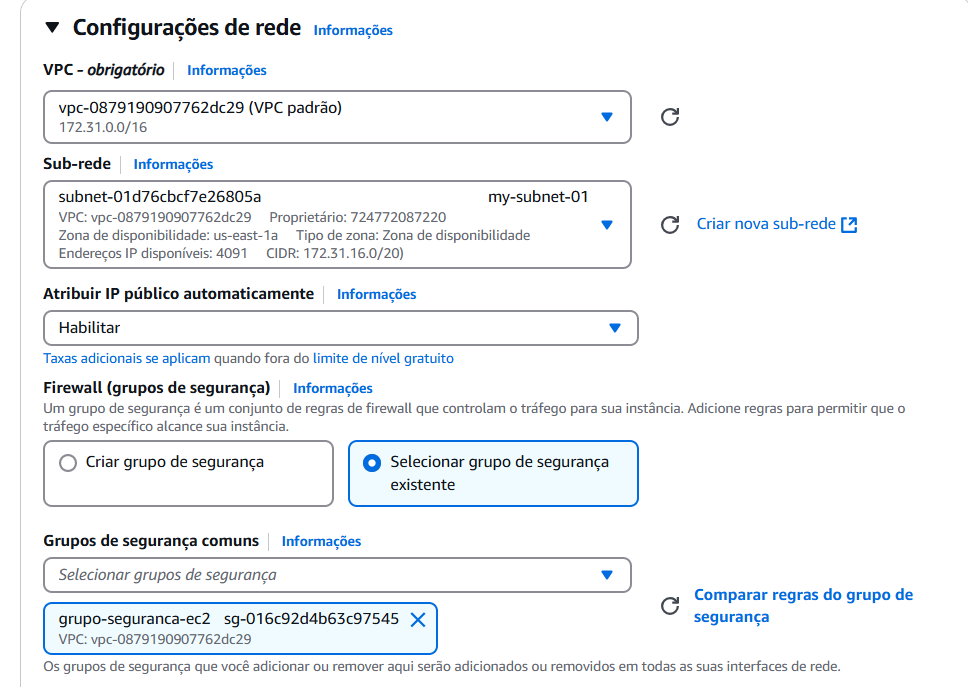 Configurações de rede Informações
VPC - obrigatório Informações
vpc-0879190907762dc29 (VPC padrão)
172.31.0.0/16
Sub-rede Informações
subnet-01d76cbcf7e26805a my-subnet-01
VPC: vpc-0879190907762dc29 Proprietário: 724772087220
Zona de disponibilidade: us-east-1a Tipo de zona: Zona de disponibilidade
Endereços IP disponíveis: 4091 CIDR: 172.31.16.0/20)
Criar nova sub-rede
Atribuir IP público automaticamente Informações
Habilitar
Taxas adicionais se aplicam quando fora do limite de nível gratuito
Firewall (grupos de segurança) Informações
Um grupo de segurança é um conjunto de regras de firewall que controlam o tráfego para sua instância. Adicione regras para permitir que o
tráfego específico alcance sua instância.
Criar grupo de segurança
Selecionar grupo de segurança
existente
Grupos de segurança comuns Informações
Selecionar grupos de segurança
grupo-seguranca-ec2 sg-016c92d4b63c97545
VPC: vpc-0879190907762dc29
Comparar regras do grupo de
segurança
Os grupos de segurança que você adicionar ou remover aqui serão adicionados ou removidos em todas as suas interfaces de rede.